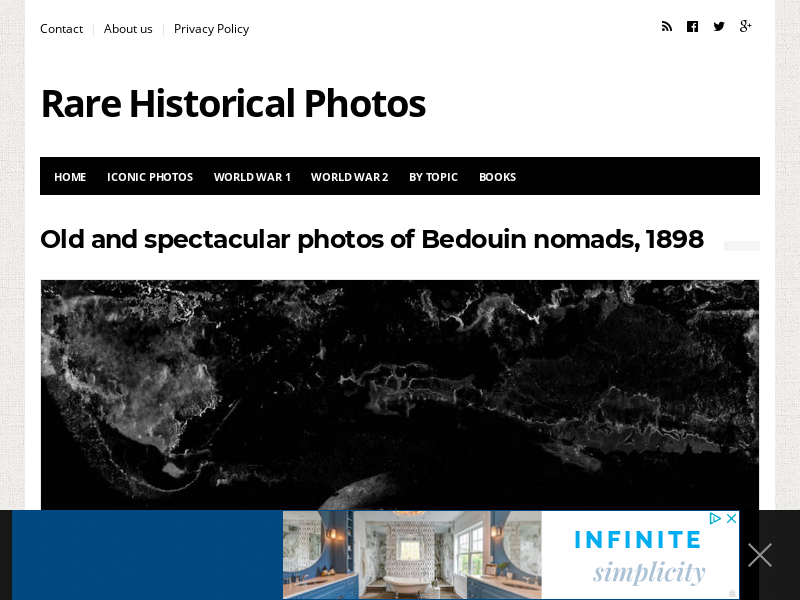 Contact
About us
Privacy Policy
Rare Historical Photos
HOME
ICONIC PHOTOS
WORLD WAR 1
WORLD WAR 2
BY TOPIC
BOOKS
Old and spectacular photos of Bedouin nomads, 1898
INFINITE
simplicity